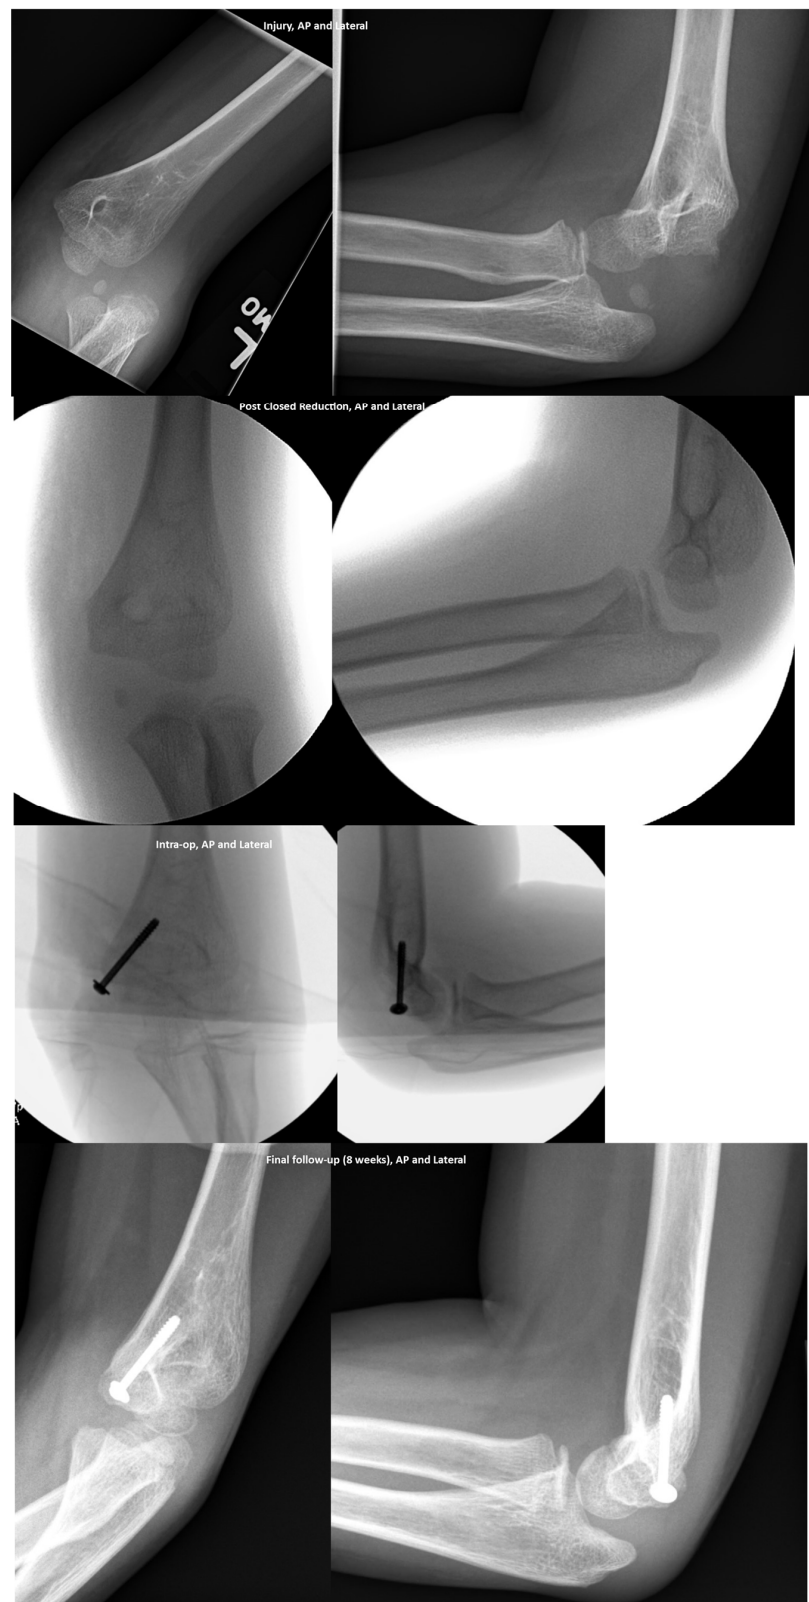 Injury, AP and Lateral
L
MO
Post Closed Reduction, AP and Lateral
Intra-op, AP and Lateral
A
Final follow-up (8 weeks), AP and Lateral